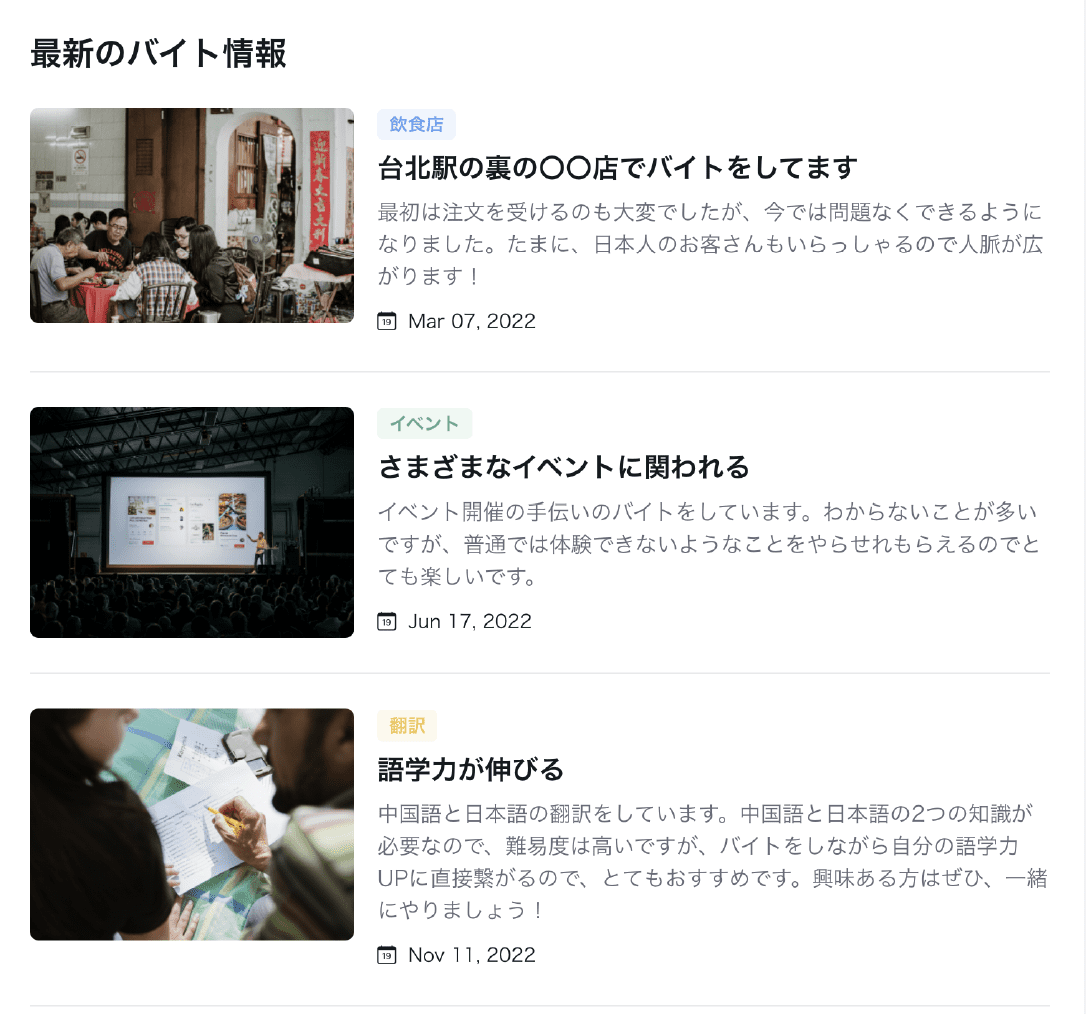 最新のバイト情報
飲食店
台北駅の裏の〇〇店でバイトをしてます
最初は注文を受けるのも大変でしたが、今では問題なくできるように
なりました。たまに、日本人のお客さんもいらっしゃるので人脈が広
がります！
19 Mar 07, 2022
イベント
さまざまなイベントに関われる
イベント開催の手伝いのバイトをしています。わからないことが多い
ですが、普通では体験できないようなことをやらせれもらえるのでと
ても楽しいです。
19 Jun 17, 2022
翻訳
語学力が伸びる
中国語と日本語の翻訳をしています。中国語と日本語の2つの知識が
必要なので、難易度は高いですが、バイトをしながら自分の語学力
UPに直接繋がるので、とてもおすすめです。興味ある方はぜひ、一緒
にやりましょう！
19 Nov 11, 2022